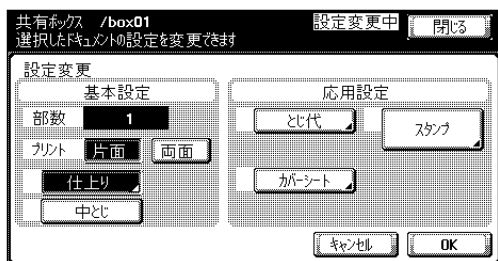 共有ﾎﾞｯｸｽ /box01 設定変更中 閉じる
選択したﾄﾞｷｭﾒﾝﾄの設定を変更できます
設定変更
基本設定 応用設定
部数 1 とじ代 スタンプ
プリント 片面 両面
仕上り カバーシート
中とじ
キャンセル OK